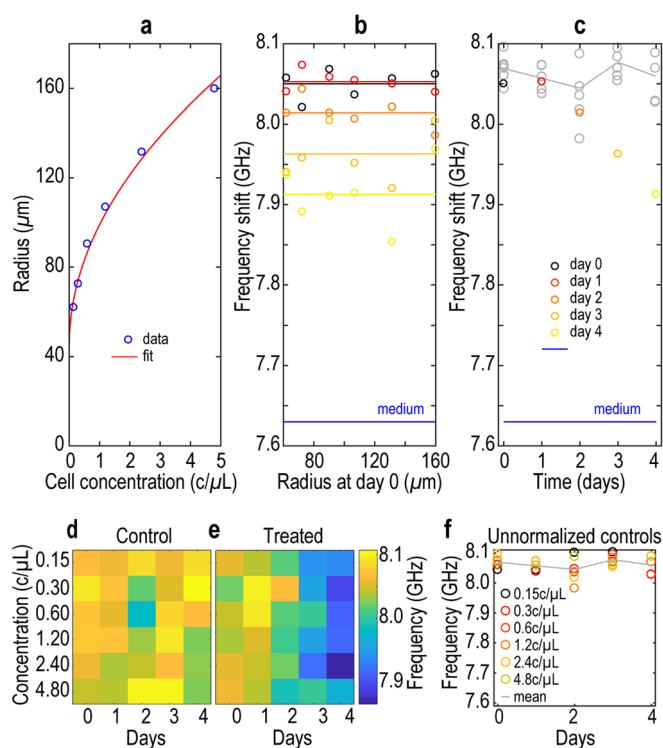 a
b
c
Radius (µm)
160
120
80
40
0
data
fit
0 1 2 3 4 5
Cell concentration (c/µL)
Frequency shift (GHz)
8.1
8.0
7.9
7.8
7.7
7.6
medium
80 120 160
Radius at day 0 (µm)
Frequency shift (GHz)
8.1
8.0
7.9
7.8
7.7
7.6
day 0
day 1
day 2
day 3
day 4
medium
0 1 2 3 4
Time (days)
d Control
e Treated
Concentration (c/µL)
0.15
0.30
0.60
1.20
2.40
4.80
0 1 2 3 4
Days
0 1 2 3 4
Days
8.1
8.0
7.9
Frequency (GHz)
f Unnormalized controls
Frequency (GHz)
8.1
8.0
7.9
7.8
7.7
7.6
0.15c/µL
0.3c/µL
0.6c/µL
1.2c/µL
2.4c/µL
4.8c/µL
mean
0 2 4
Days